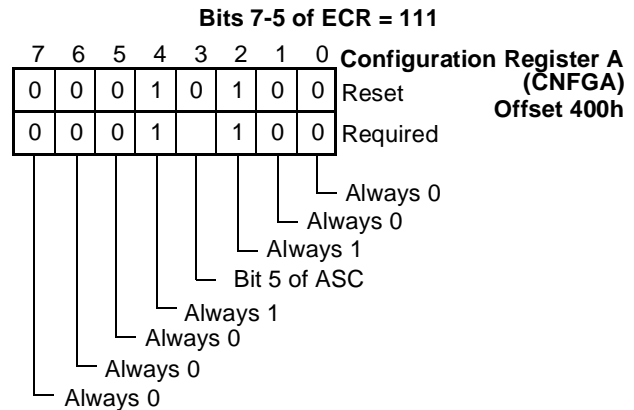 Bits 7-5 of ECR = 111
7 6 5 4 3 2 1 0 Configuration Register A
(CNFGA)
Offset 400h
0 0 0 1 0 1 0 0 Reset
0 0 0 1 1 0 0 Required
Always 0
Always 0
Always 1
Bit 5 of ASC
Always 1
Always 0
Always 0
Always 0